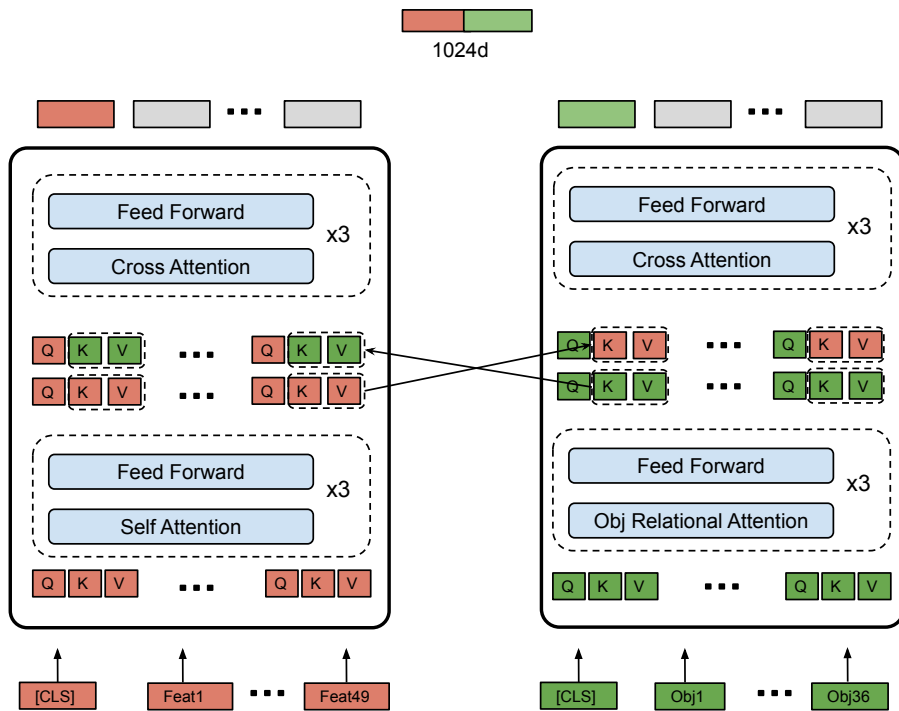 1024d
Feed Forward
x3
Cross Attention
Q K V Q K V
Q K V Q K V
Feed Forward
x3
Self Attention
Q K V Q K V
[CLS] Feat1 Feat49
Feed Forward
x3
Cross Attention
Q K V Q K V
Q K V Q K V
Feed Forward
x3
Obj Relational Attention
Q K V Q K V
[CLS] Obj1 Obj36